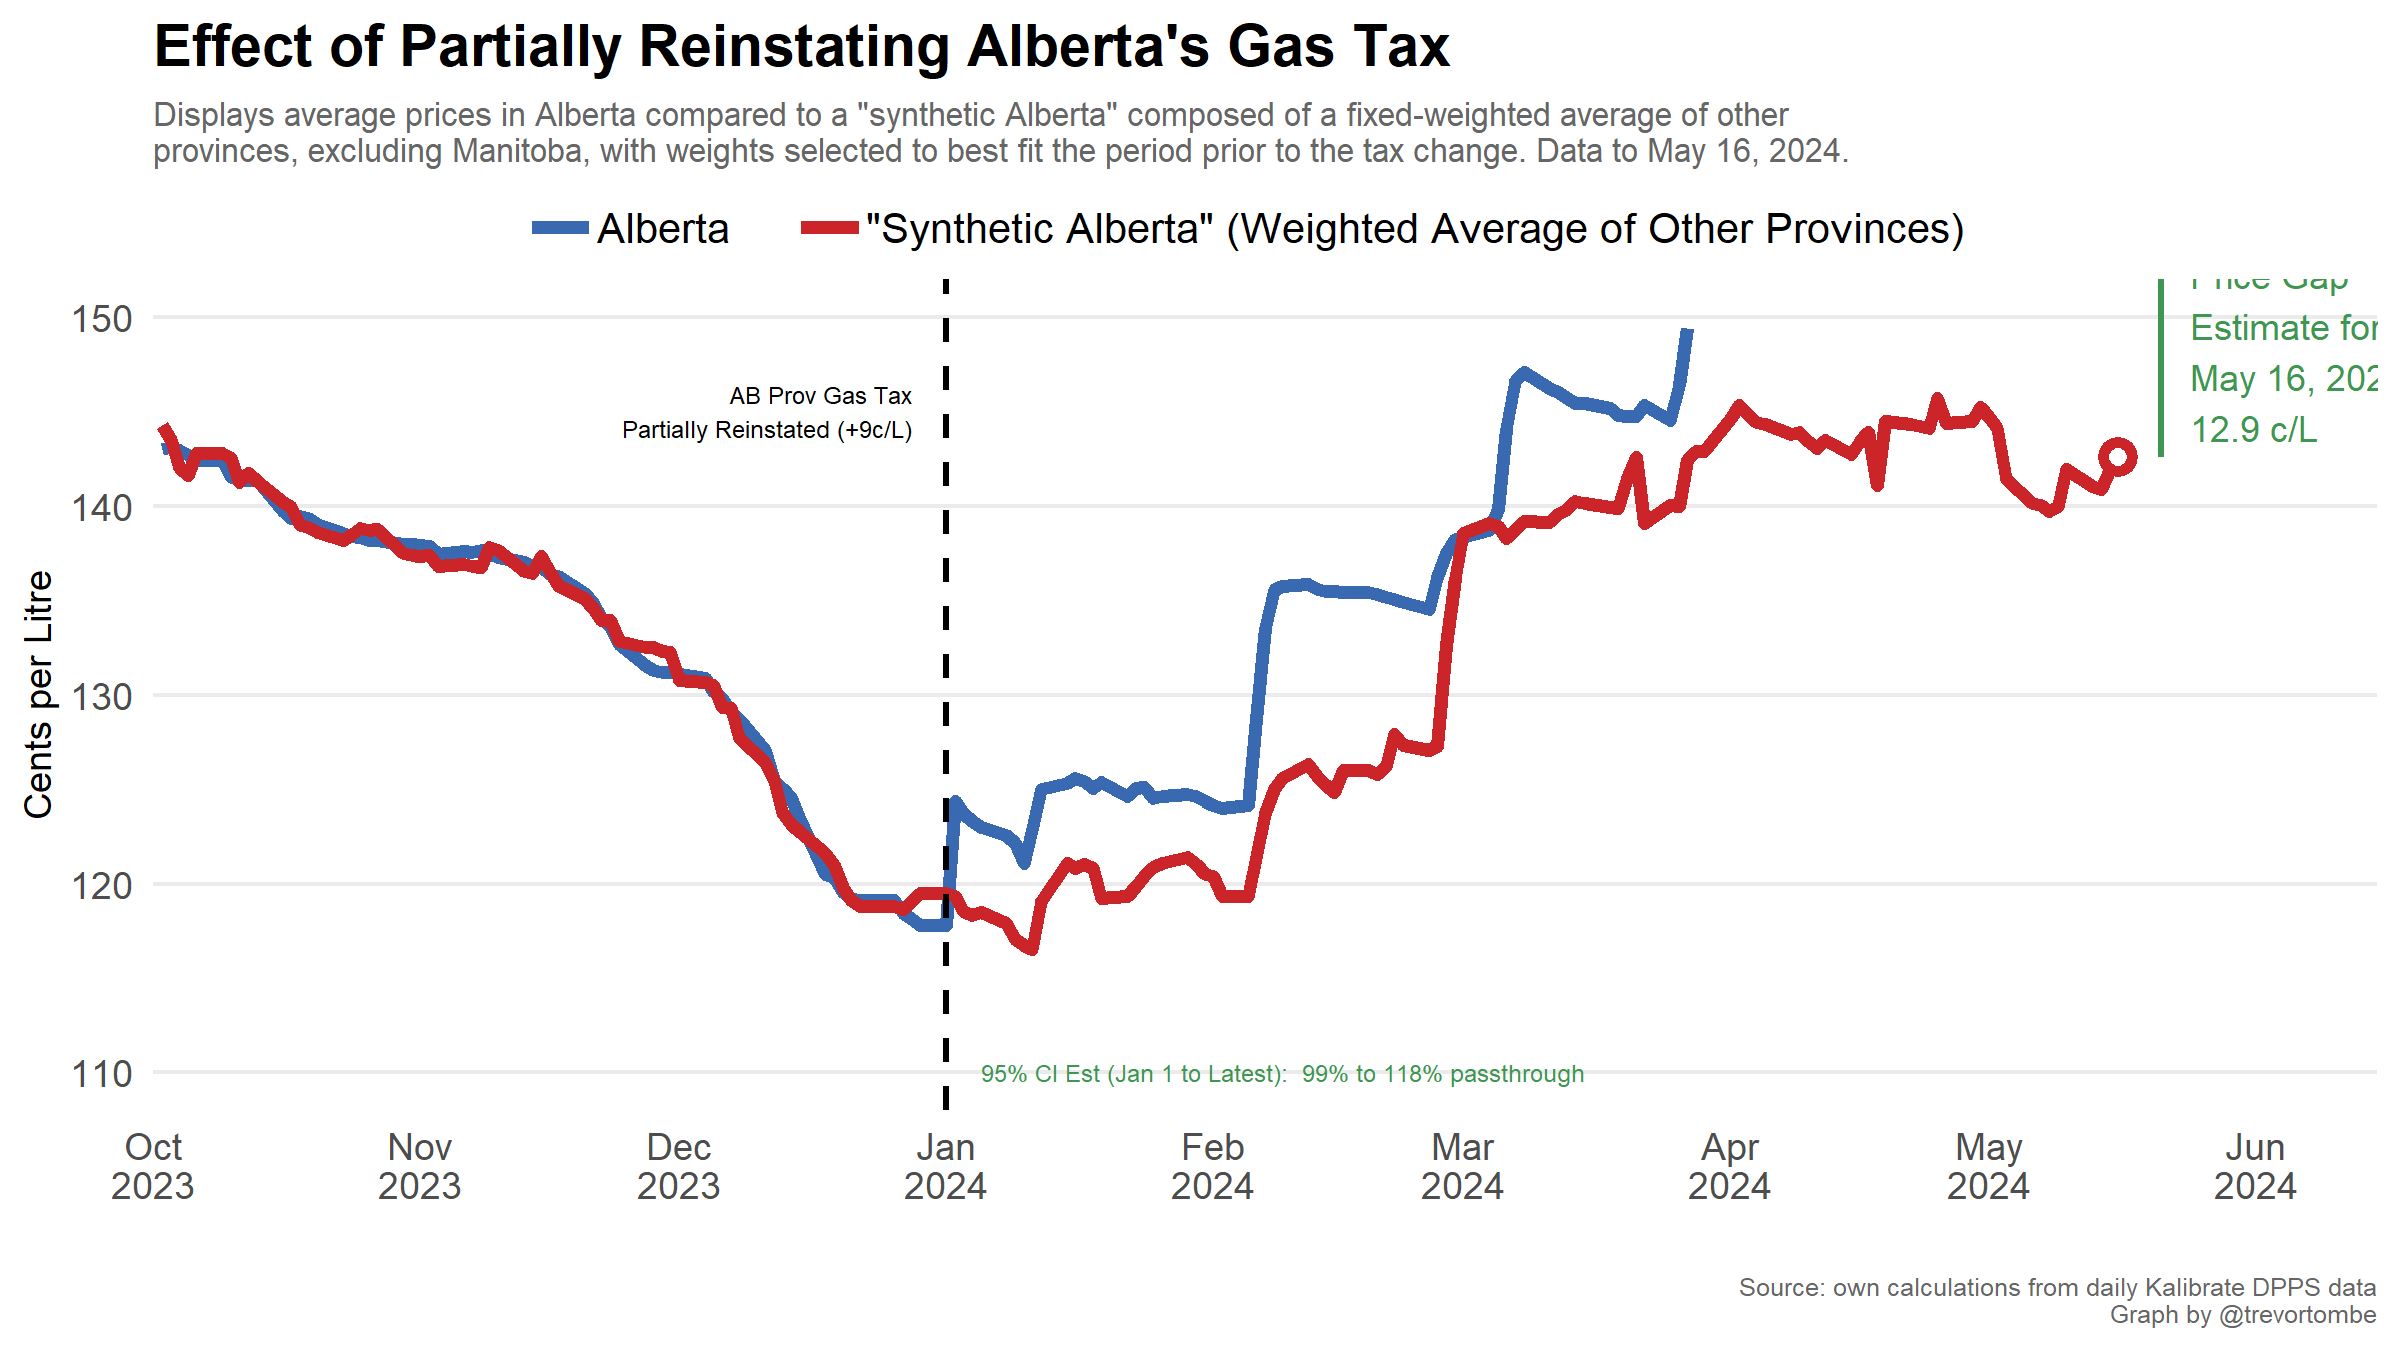 Effect of Partially Reinstating Alberta's Gas Tax
Displays average prices in Alberta compared to a "synthetic Alberta" composed of a fixed-weighted average of other
provinces, excluding Manitoba, with weights selected to best fit the period prior to the tax change. Data to May 16, 2024.
Alberta
"Synthetic Alberta" (Weighted Average of Other Provinces)
Price Gap
Estimate for
May 16, 202
12.9 c/L
150
140
130
120
110
Cents per Litre
AB Prov Gas Tax
Partially Reinstated (+9c/L)
95% CI Est (Jan 1 to Latest): 99% to 118% passthrough
Oct
2023
Nov
2023
Dec
2023
Jan
2024
Feb
2024
Mar
2024
Apr
2024
May
2024
Jun
2024
Source: own calculations from daily Kalibrate DPPS data
Graph by @trevortombe